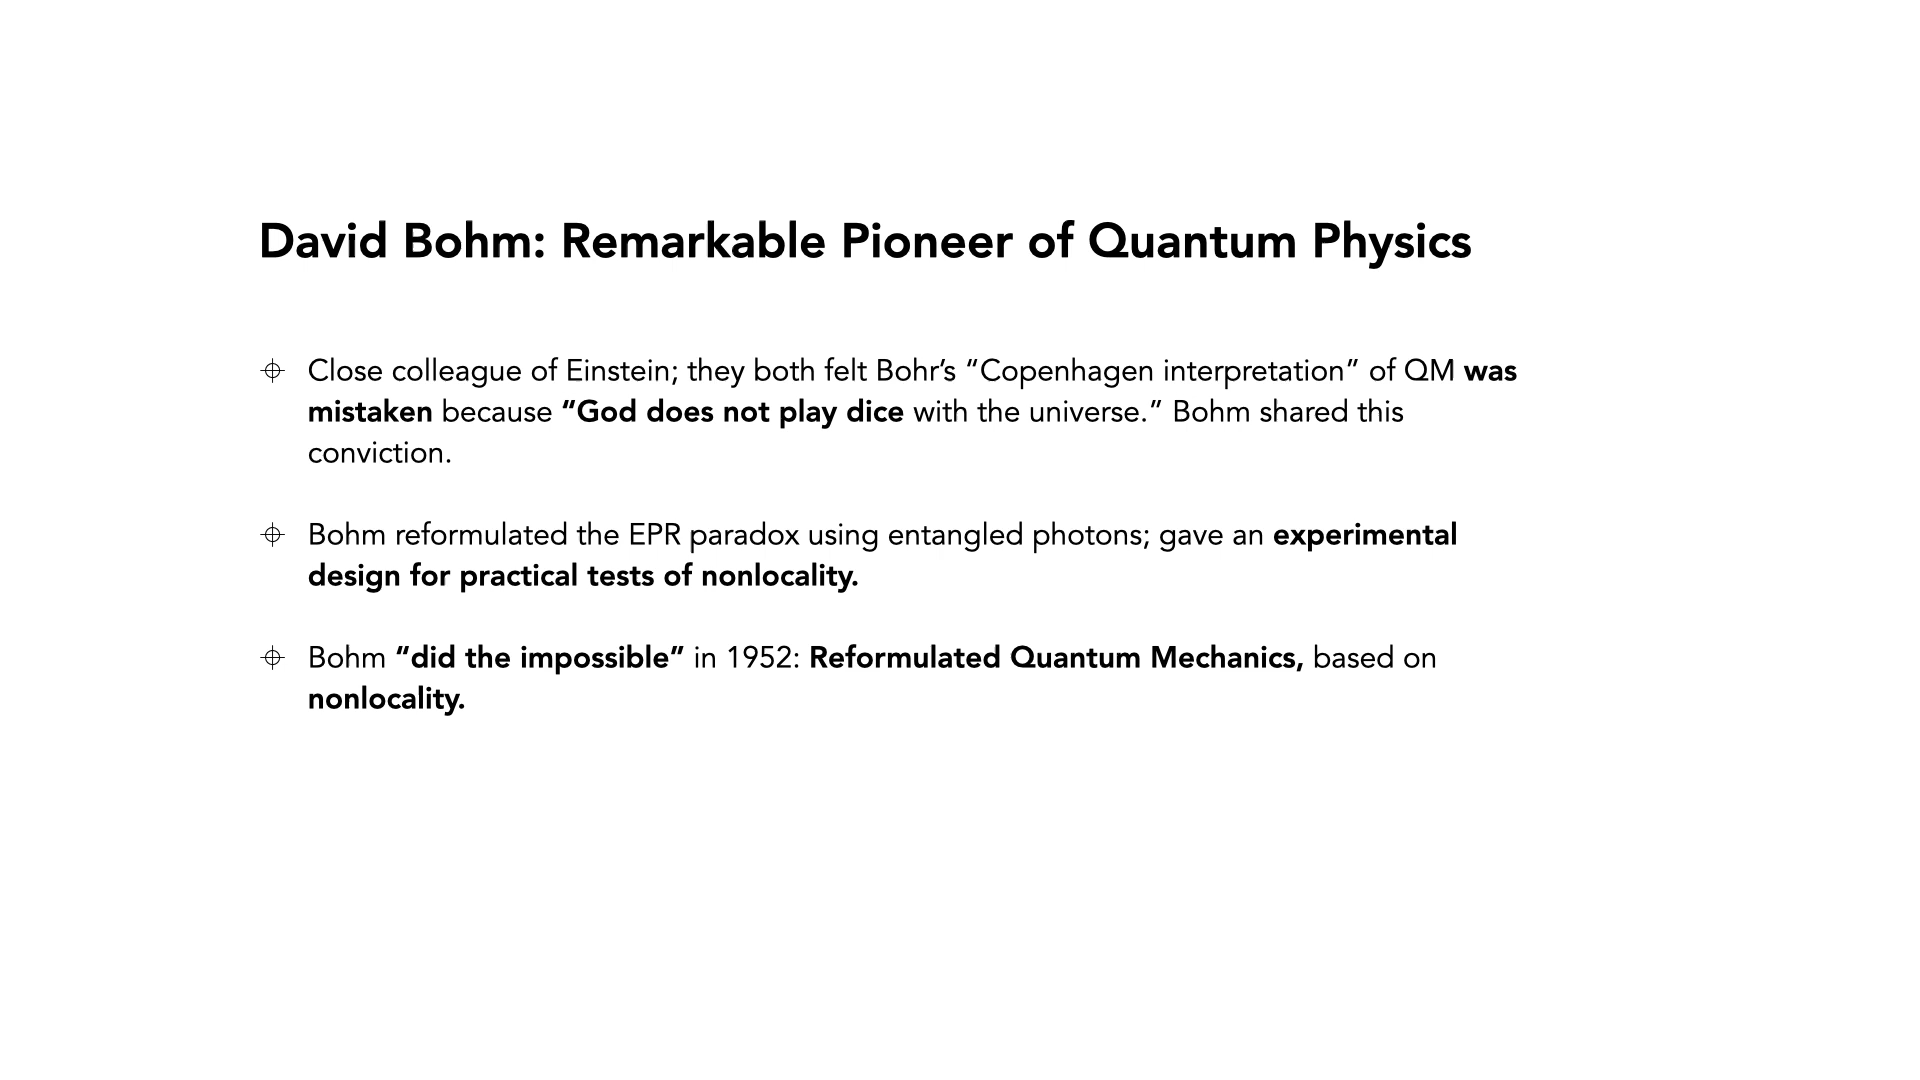 David Bohm: Remarkable Pioneer of Quantum Physics
Close colleague of Einstein; they both felt Bohr’s “Copenhagen interpretation” of QM was
mistaken because “God does not play dice with the universe.” Bohm shared this
conviction.
Bohm reformulated the EPR paradox using entangled photons; gave an experimental
design for practical tests of nonlocality.
Bohm “did the impossible” in 1952: Reformulated Quantum Mechanics, based on
nonlocality.